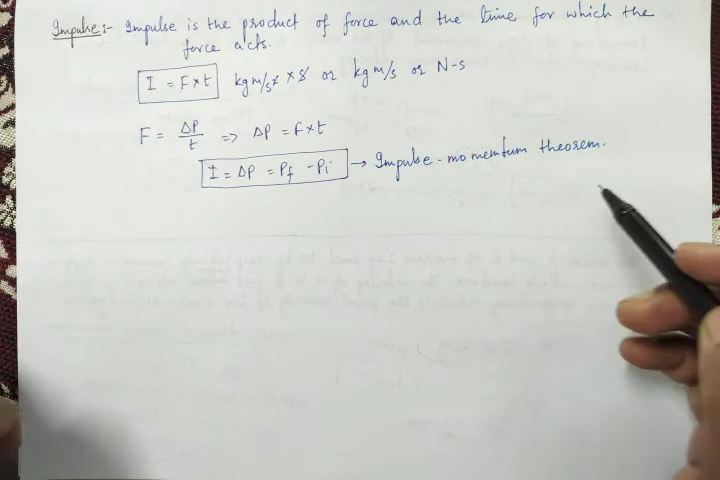 Impulse:- Impulse is the product of force and the time for which the
force acts.
I = F×t kg m/s² × s or kg m/s or N-s
F = ΔP/t => ΔP = F×t
I = ΔP = Pf - Pi → Impulse - momentum theorem.